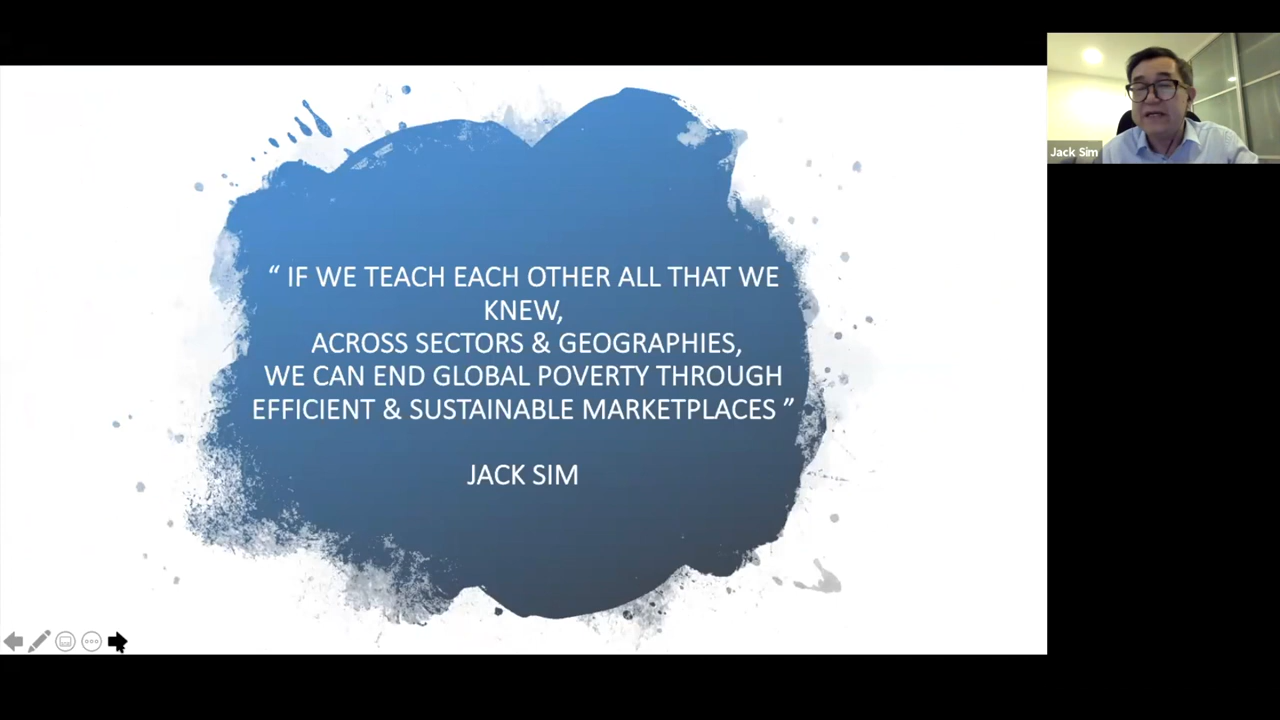 “ IF WE TEACH EACH OTHER ALL THAT WE
KNEW,
ACROSS SECTORS & GEOGRAPHIES,
WE CAN END GLOBAL POVERTY THROUGH
EFFICIENT & SUSTAINABLE MARKETPLACES ”
JACK SIM
Jack Sim